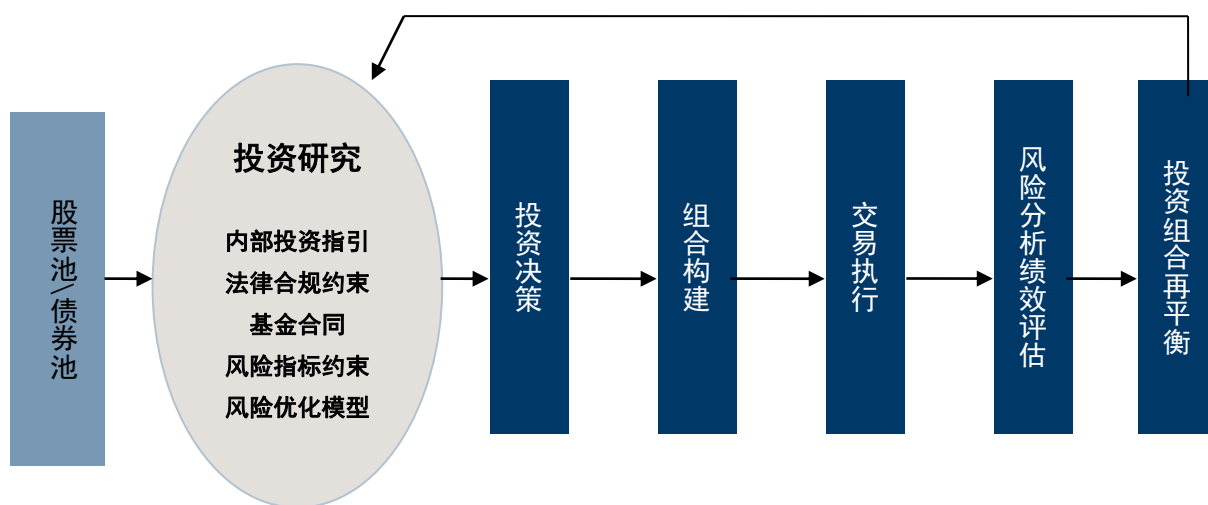 股票池/债券池
投资研究
内部投资指引
法律合规约束
基金合同
风险指标约束
风险优化模型
投资决策
组合构建
交易执行
风险分析绩效评估
投资组合再平衡